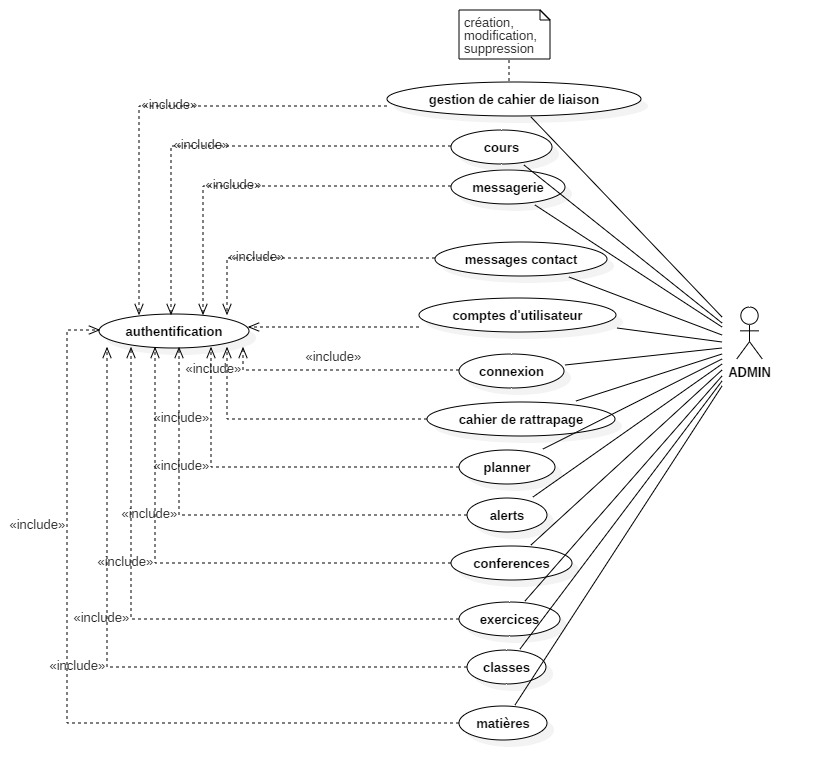 création,
modification,
suppression
gestion de cahier de liaison
«include»
cours
«include»
messagerie
«include»
messages contact
«include»
comptes d'utilisateur
authentification
«include»
connexion
«include»
ADMIN
cahier de rattrapage
«include»
planner
«include»
alerts
«include»
«include»
conferences
«include»
exercices
«include»
classes
«include»
matières